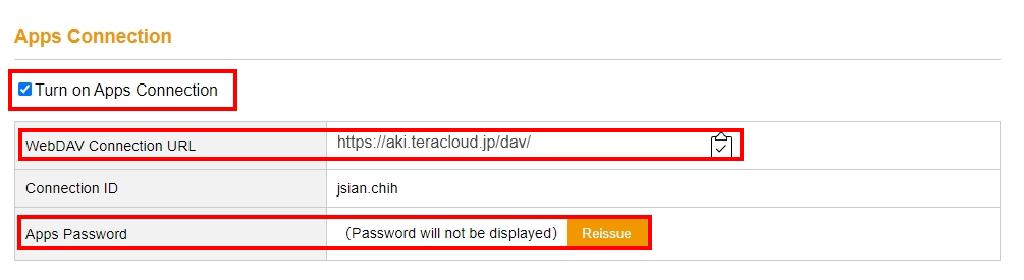 Apps Connection
Turn on Apps Connection
WebDAV Connection URL https://aki.teracloud.jp/dav/
Connection ID jsian.chih
Apps Password （Password will not be displayed） Reissue